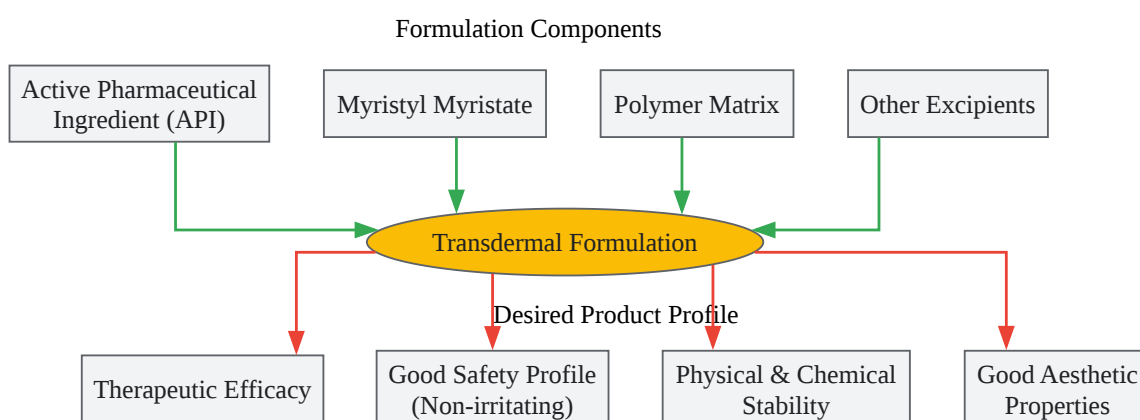 Formulation Components
Active Pharmaceutical
Ingredient (API)
Myristyl Myristate
Polymer Matrix
Other Excipients
Transdermal Formulation
Desired Product Profile
Therapeutic Efficacy
Good Safety Profile
(Non-irritating)
Physical & Chemical
Stability
Good Aesthetic
Properties